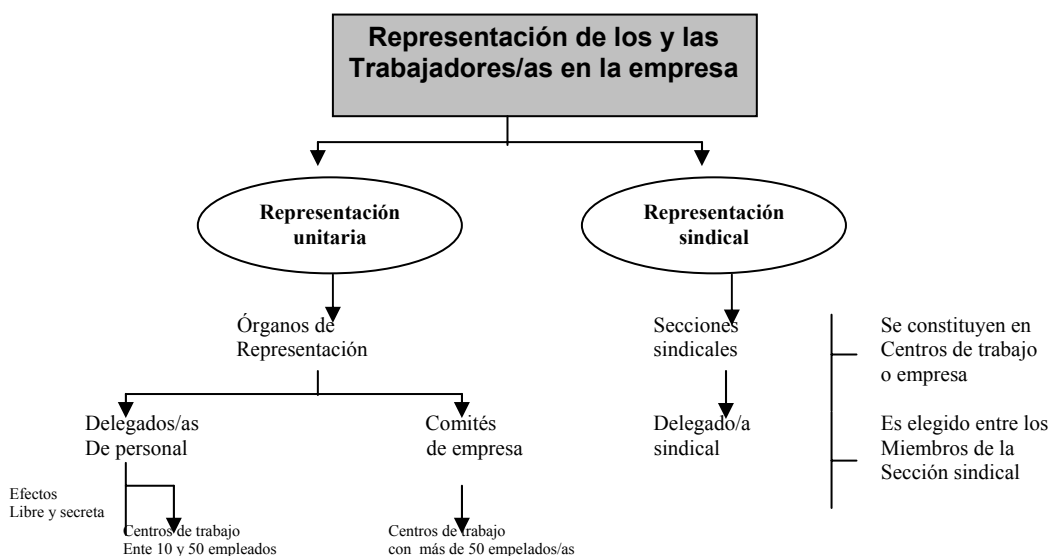 Representación de los y las
Trabajadores/as en la empresa
Representación
unitaria
Representación
sindical
Órganos de
Representación
Secciones
sindicales
Se constituyen en
Centros de trabajo
o empresa
Delegados/as
De personal
Comités
de empresa
Delegado/a
sindical
Es elegido entre los
Miembros de la
Sección sindical
Efectos
Libre y secreta
Centros de trabajo
Ente 10 y 50 empleados
Centros de trabajo
con más de 50 empelados/as